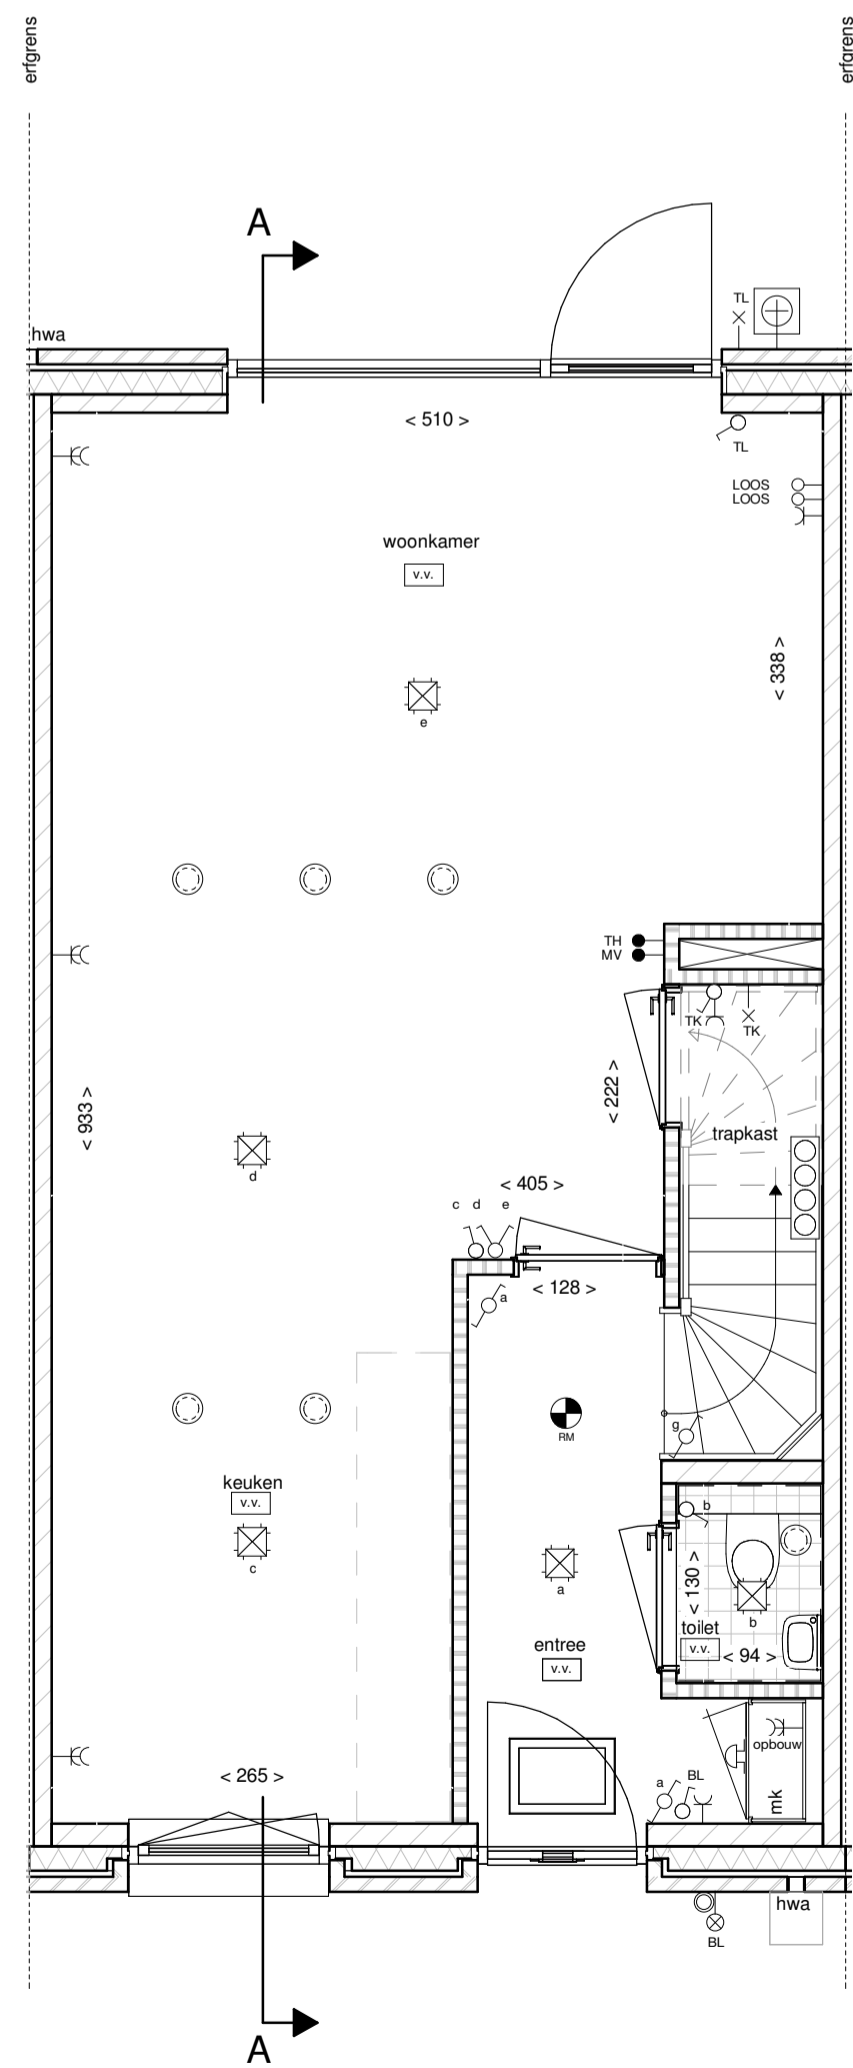 erfgrens
erfgrens
A
TL
hwa
< 510 >
TL
LOOS
LOOS
woonkamer
v.v.
< 338 >
e
TH
MV
TK
TK
< 933 >
< 222 >
trapkast
d
< 405 >
c d e
< 128 >
a
g
RM
keuken
v.v.
b
c
a
< 130 >
b
toilet
v.v.
< 94 >
entree
v.v.
opbouw
mk
< 265 >
a
BL
hwa
BL
A